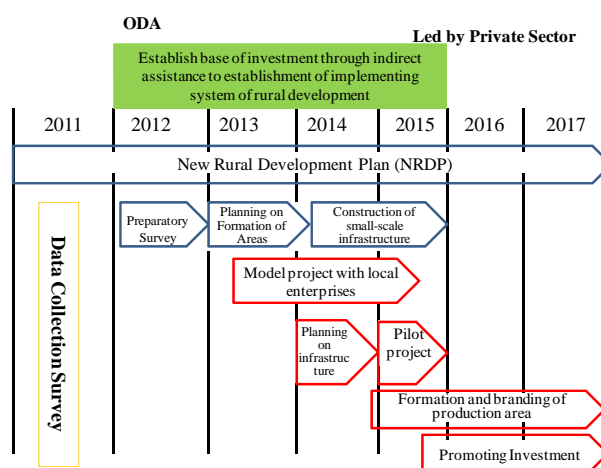 ODA
Led by Private Sector
Establish base of investment through indirect
assistance to establishment of implementing
system of rural development
2011 2012 2013 2014 2015 2016 2017
New Rural Development Plan (NRDP)
Data Collection Survey
Preparatory
Survey
Planning on
Formation of
Areas
Construction of
small-scale
infrastructure
Model project with local
enterprises
Planning
on
infrastruc
ture
Pilot
project
Formation and branding of
production area
Promoting Investment